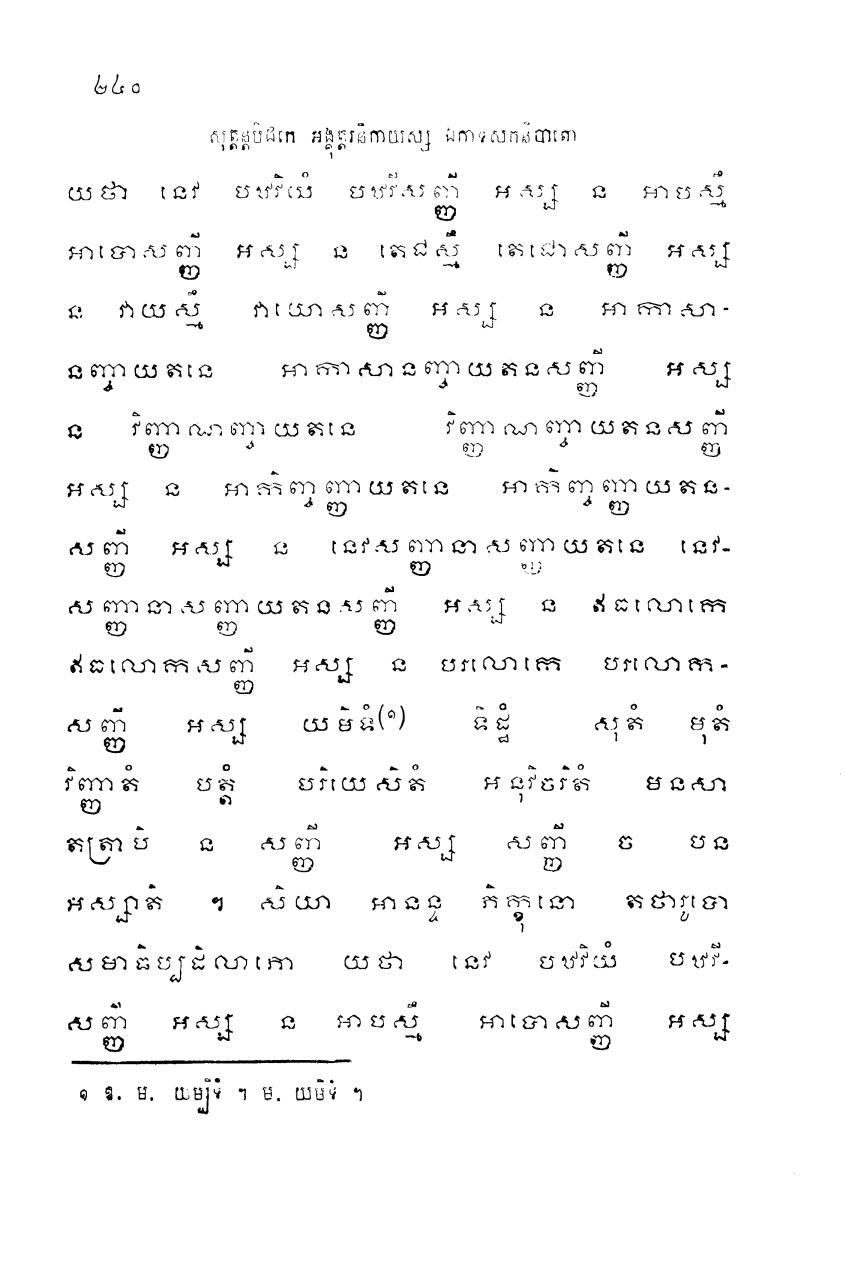 ២៤០
សុត្តន្តបិដកេ អង្គុត្តរនិកាយស្ស ឯកាទសកនិបាតោ
យថា នេវ បឋវិយំ បឋវីសញ្ញី អស្ស ន អាបស្មឹ
អាបោសញ្ញី អស្ស ន តេជស្មឹ តេជោសញ្ញី អស្ស
ន វាយស្មឹ វាយោសញ្ញី អស្ស ន អាកាសា-
នញ្ចាយតនេ អាកាសានញ្ចាយតនសញ្ញី អស្ស
ន វិញ្ញាណញ្ចាយតនេ វិញ្ញាណញ្ចាយតនសញ្ញី
អស្ស ន អាកិញ្ចញ្ញាយតនេ អាកិញ្ចញ្ញាយតន-
សញ្ញី អស្ស ន នេវសញ្ញានាសញ្ញាយតនេ នេវ-
សញ្ញានាសញ្ញាយតនសញ្ញី អស្ស ន ឥធលោកេ
ឥធលោកសញ្ញី អស្ស ន បរលោកេ បរលោក-
សញ្ញី អស្ស យមិទំ(១) ទិដ្ឋំ សុតំ មុតំ
វិញ្ញាតំ បត្តំ បរិយេសិតំ អនុវិចរិតំ មនសា
តត្រាបិ ន សញ្ញី អស្ស សញ្ញី ច បន
អស្សាតិ ។ សិយា អានន្ទ ភិក្ខុនោ តថារូបោ
សមាធិប្បដិលាភោ យថា នេវ បឋវិយំ បឋវី-
សញ្ញី អស្ស ន អាបស្មឹ អាបោសញ្ញី អស្ស
១ ឱ. ម. យម្បិទំ ។ ម. យមិទំ ។